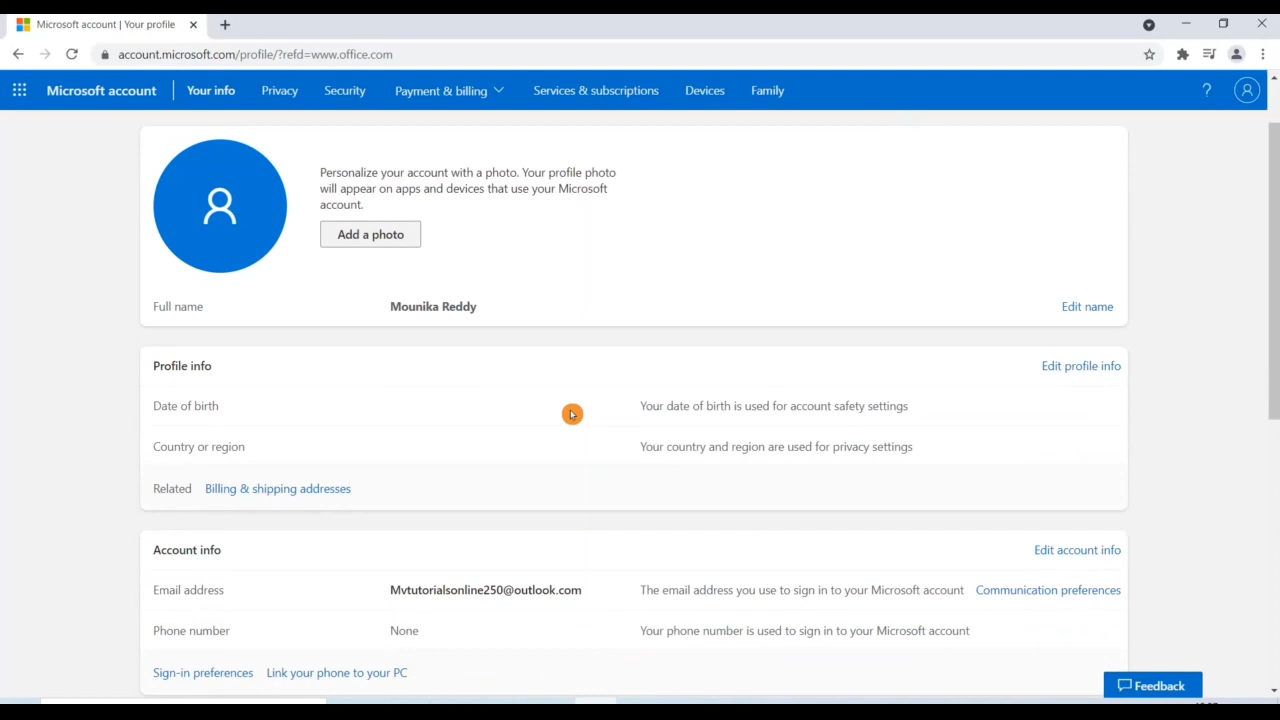 Microsoft account | Your profile
account.microsoft.com/profile/?refd=www.office.com
Microsoft account Your info Privacy Security Payment & billing Services & subscriptions Devices Family ?
Personalize your account with a photo. Your profile photo
will appear on apps and devices that use your Microsoft
account.
Add a photo
Full name Mounika Reddy Edit name
Profile info Edit profile info
Date of birth Your date of birth is used for account safety settings
Country or region Your country and region are used for privacy settings
Related Billing & shipping addresses
Account info Edit account info
Email address Mvtutorialsonline250@outlook.com The email address you use to sign in to your Microsoft account Communication preferences
Phone number None Your phone number is used to sign in to your Microsoft account
Sign-in preferences Link your phone to your PC
Feedback